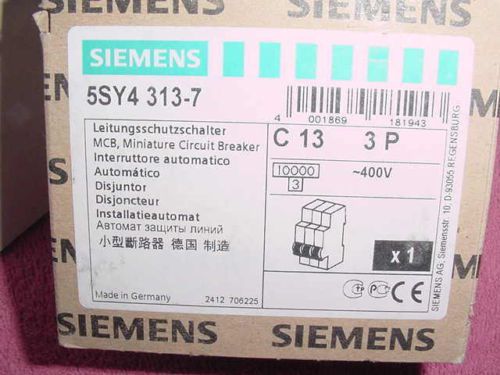 SIEMENS
SIEMENS
5SY4 313-7
4 001869 181943
Leitungsschutzschalter
MCB, Miniature Circuit Breaker
Interruttore automatico
Automático
Disjuntor
Disjoncteur
Installatieautomat
Автомат защиты линий
小型斷路器 德国 制造
C 13 3 P
10000
3
~400V
x 1
Made in Germany
2412 706225
CE
SIEMENS AG, Siemensstr. 10, D-93055 REGENSBURG
SIEMENS
SIEMENS